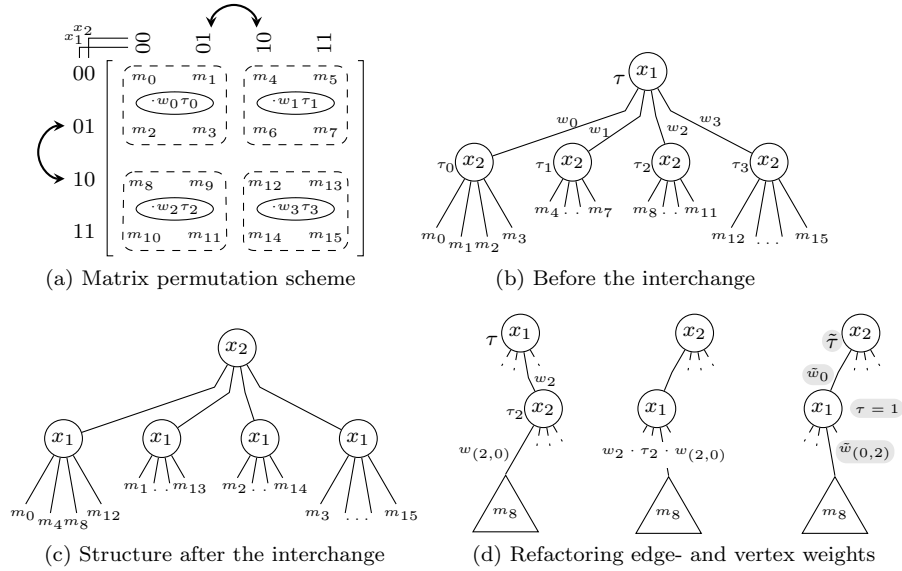 x₁ x₂
00 01 10 11
00
01
10
11
m₀ m₁ m₄ m₅
·w₀τ₀ ·w₁τ₁
m₂ m₃ m₆ m₇
m₈ m₉ m₁₂ m₁₃
·w₂τ₂ ·w₃τ₃
m₁₀ m₁₁ m₁₄ m₁₅
(a) Matrix permutation scheme
τ x₁
w₀ w₁ w₂ w₃
τ₀ x₂ τ₁ x₂ τ₂ x₂ τ₃ x₂
m₀ m₁ m₂ m₃ m₄ . . m₇ m₈ . . m₁₁ m₁₂ ... m₁₅
(b) Before the interchange
x₂
x₁ x₁ x₁ x₁
m₀ m₄ m₈ m₁₂ m₁ . . m₁₃ m₂ . . m₁₄ m₃ ... m₁₅
(c) Structure after the interchange
τ x₁ x₂ τ̃ x₂
w₂ w̃₀
τ₂ x₂ x₁ x₁ τ = 1
w₍₂,₀₎ w₂ · τ₂ · w₍₂,₀₎ w̃₍₀,₂₎
m₈ m₈ m₈
(d) Refactoring edge- and vertex weights